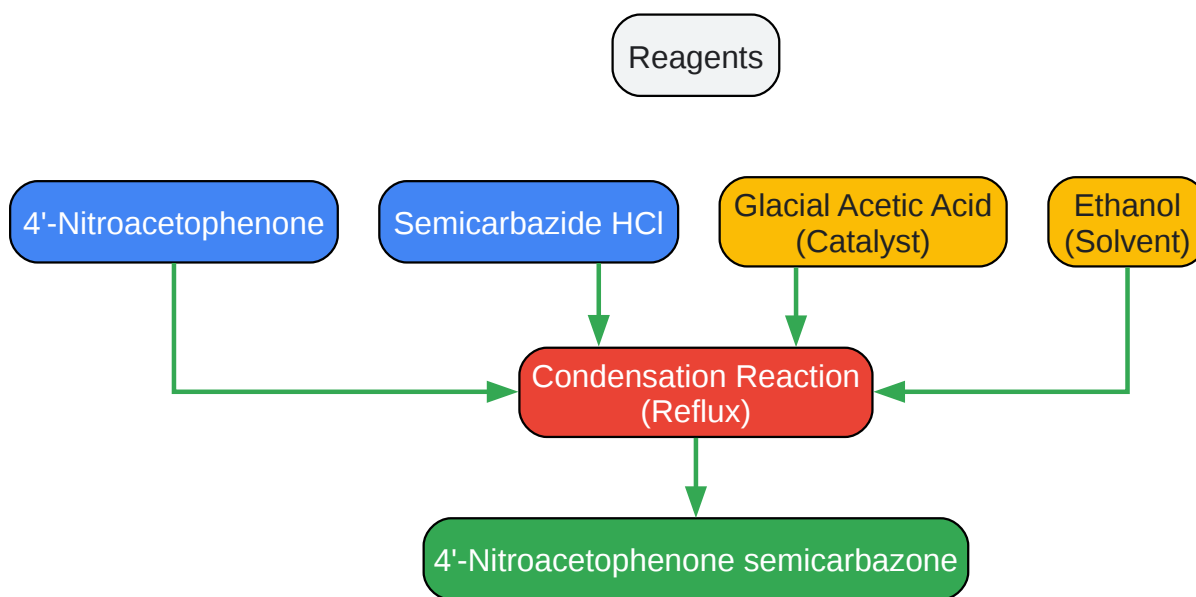 Reagents
4'-Nitroacetophenone
Semicarbazide HCl
Glacial Acetic Acid
(Catalyst)
Ethanol
(Solvent)
Condensation Reaction
(Reflux)
4'-Nitroacetophenone semicarbazone